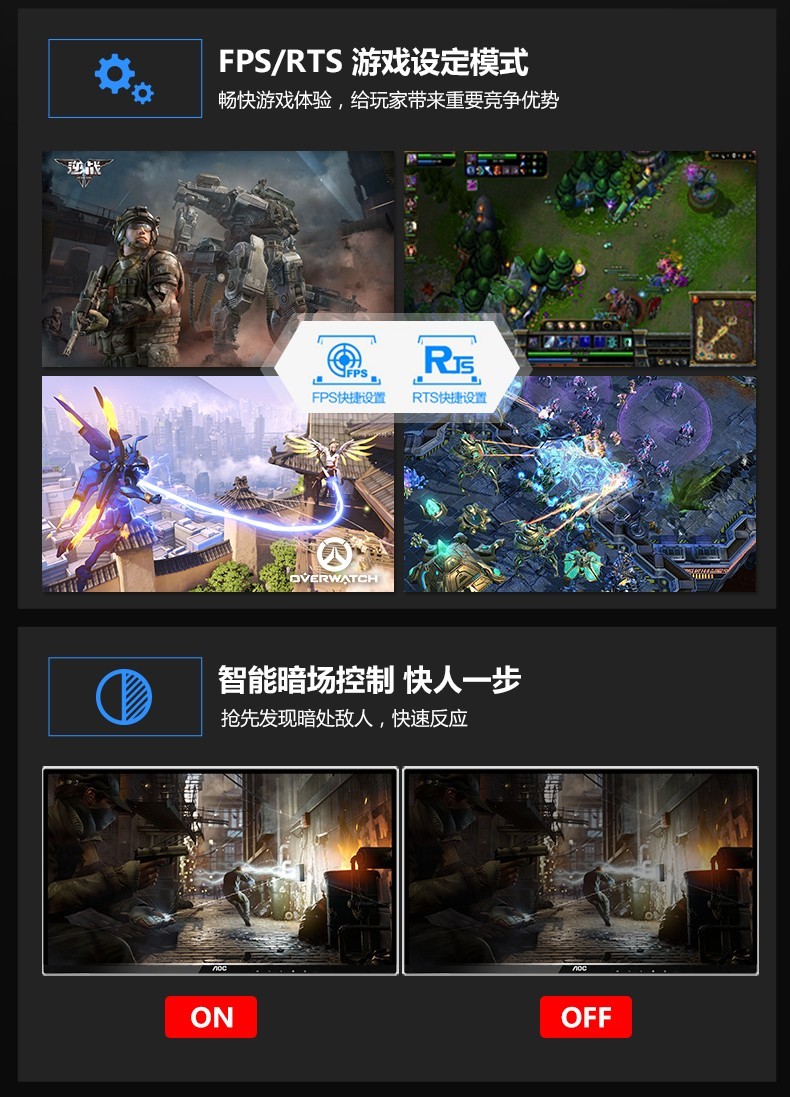 FPS/RTS 游戏设定模式
畅快游戏体验，给玩家带来重要竞争优势
逆战
FPS
RTS
FPS快捷设置
RTS快捷设置
OVERWATCH
智能暗场控制 快人一步
抢先发现暗处敌人，快速反应
AOC
AOC
ON
OFF